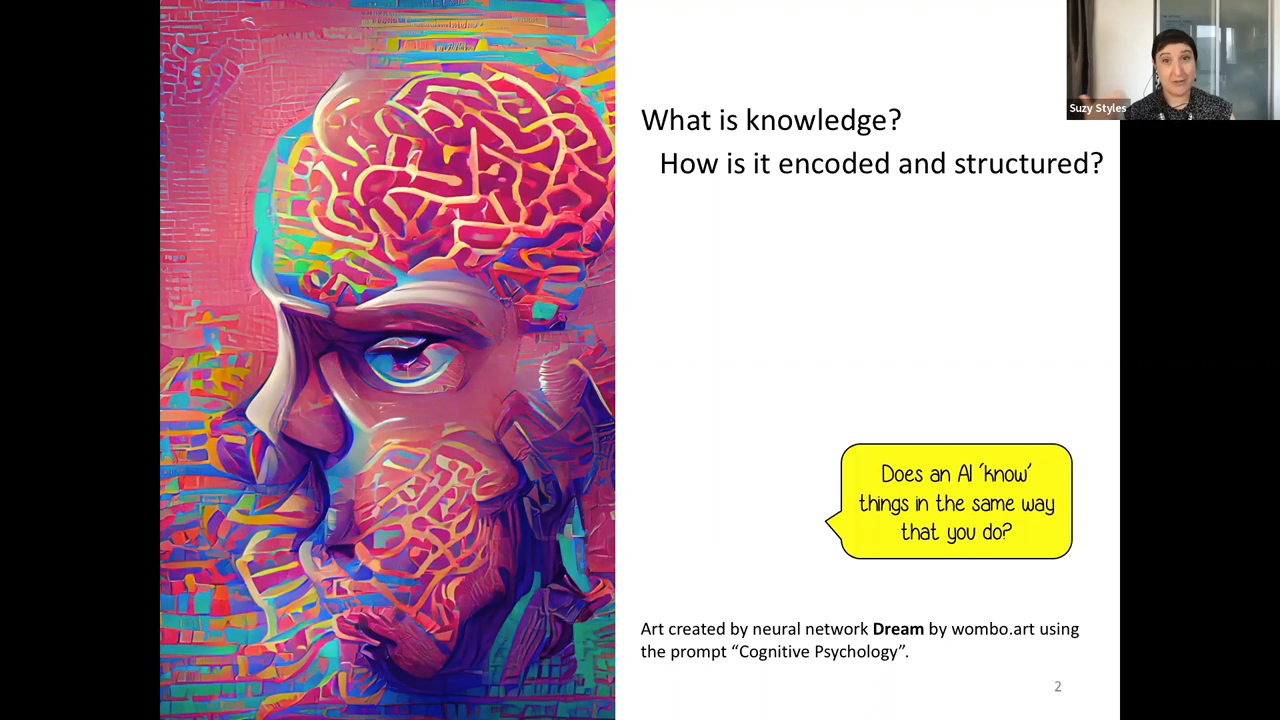 Suzy Styles
What is knowledge?
How is it encoded and structured?
Does an AI ‘know’
things in the same way
that you do?
Art created by neural network Dream by wombo.art using
the prompt “Cognitive Psychology”.
2